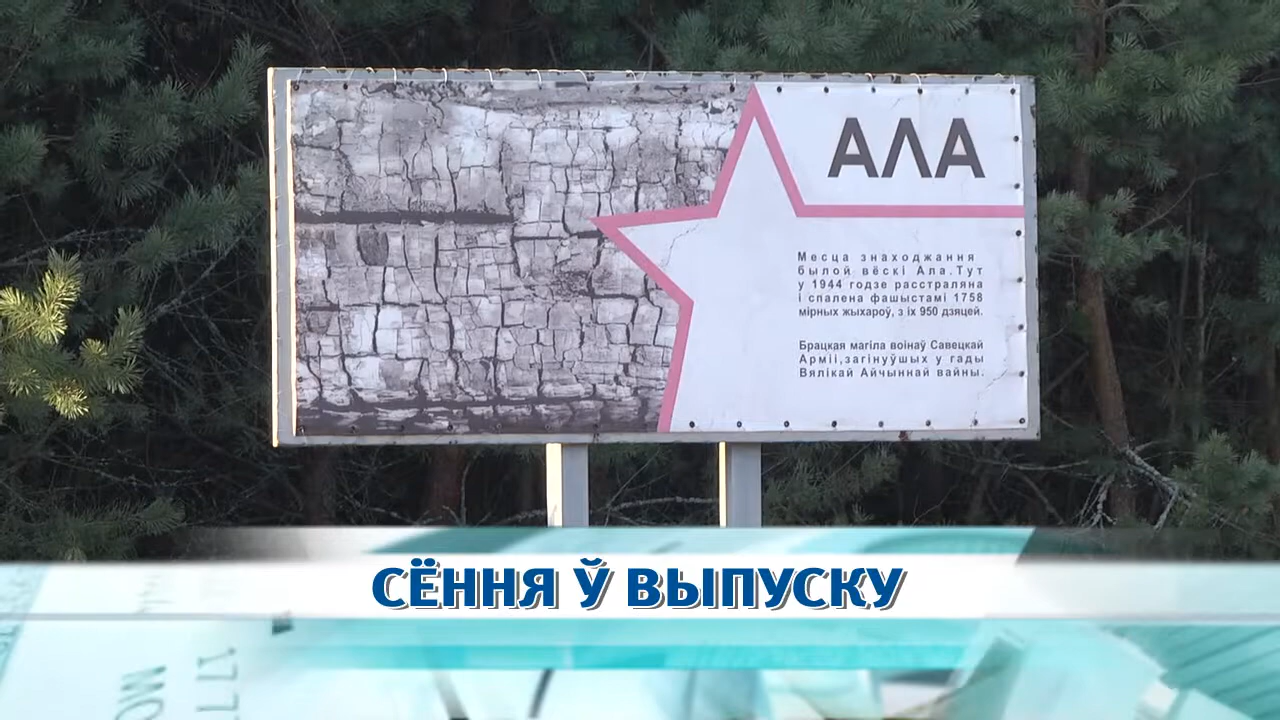 АЛА
Месца знаходжання
былой вёскі Ала.Тут
у 1944 годзе расстраляна
і спалена фашыстамі 1758
мірных жыхароў, з іх 950 дзяцей.
Брацкая магіла воінаў Савецкай
Арміі,загінуўшых у гады
Вялікай Айчыннай вайны.
СЁННЯ Ў ВЫПУСКУ